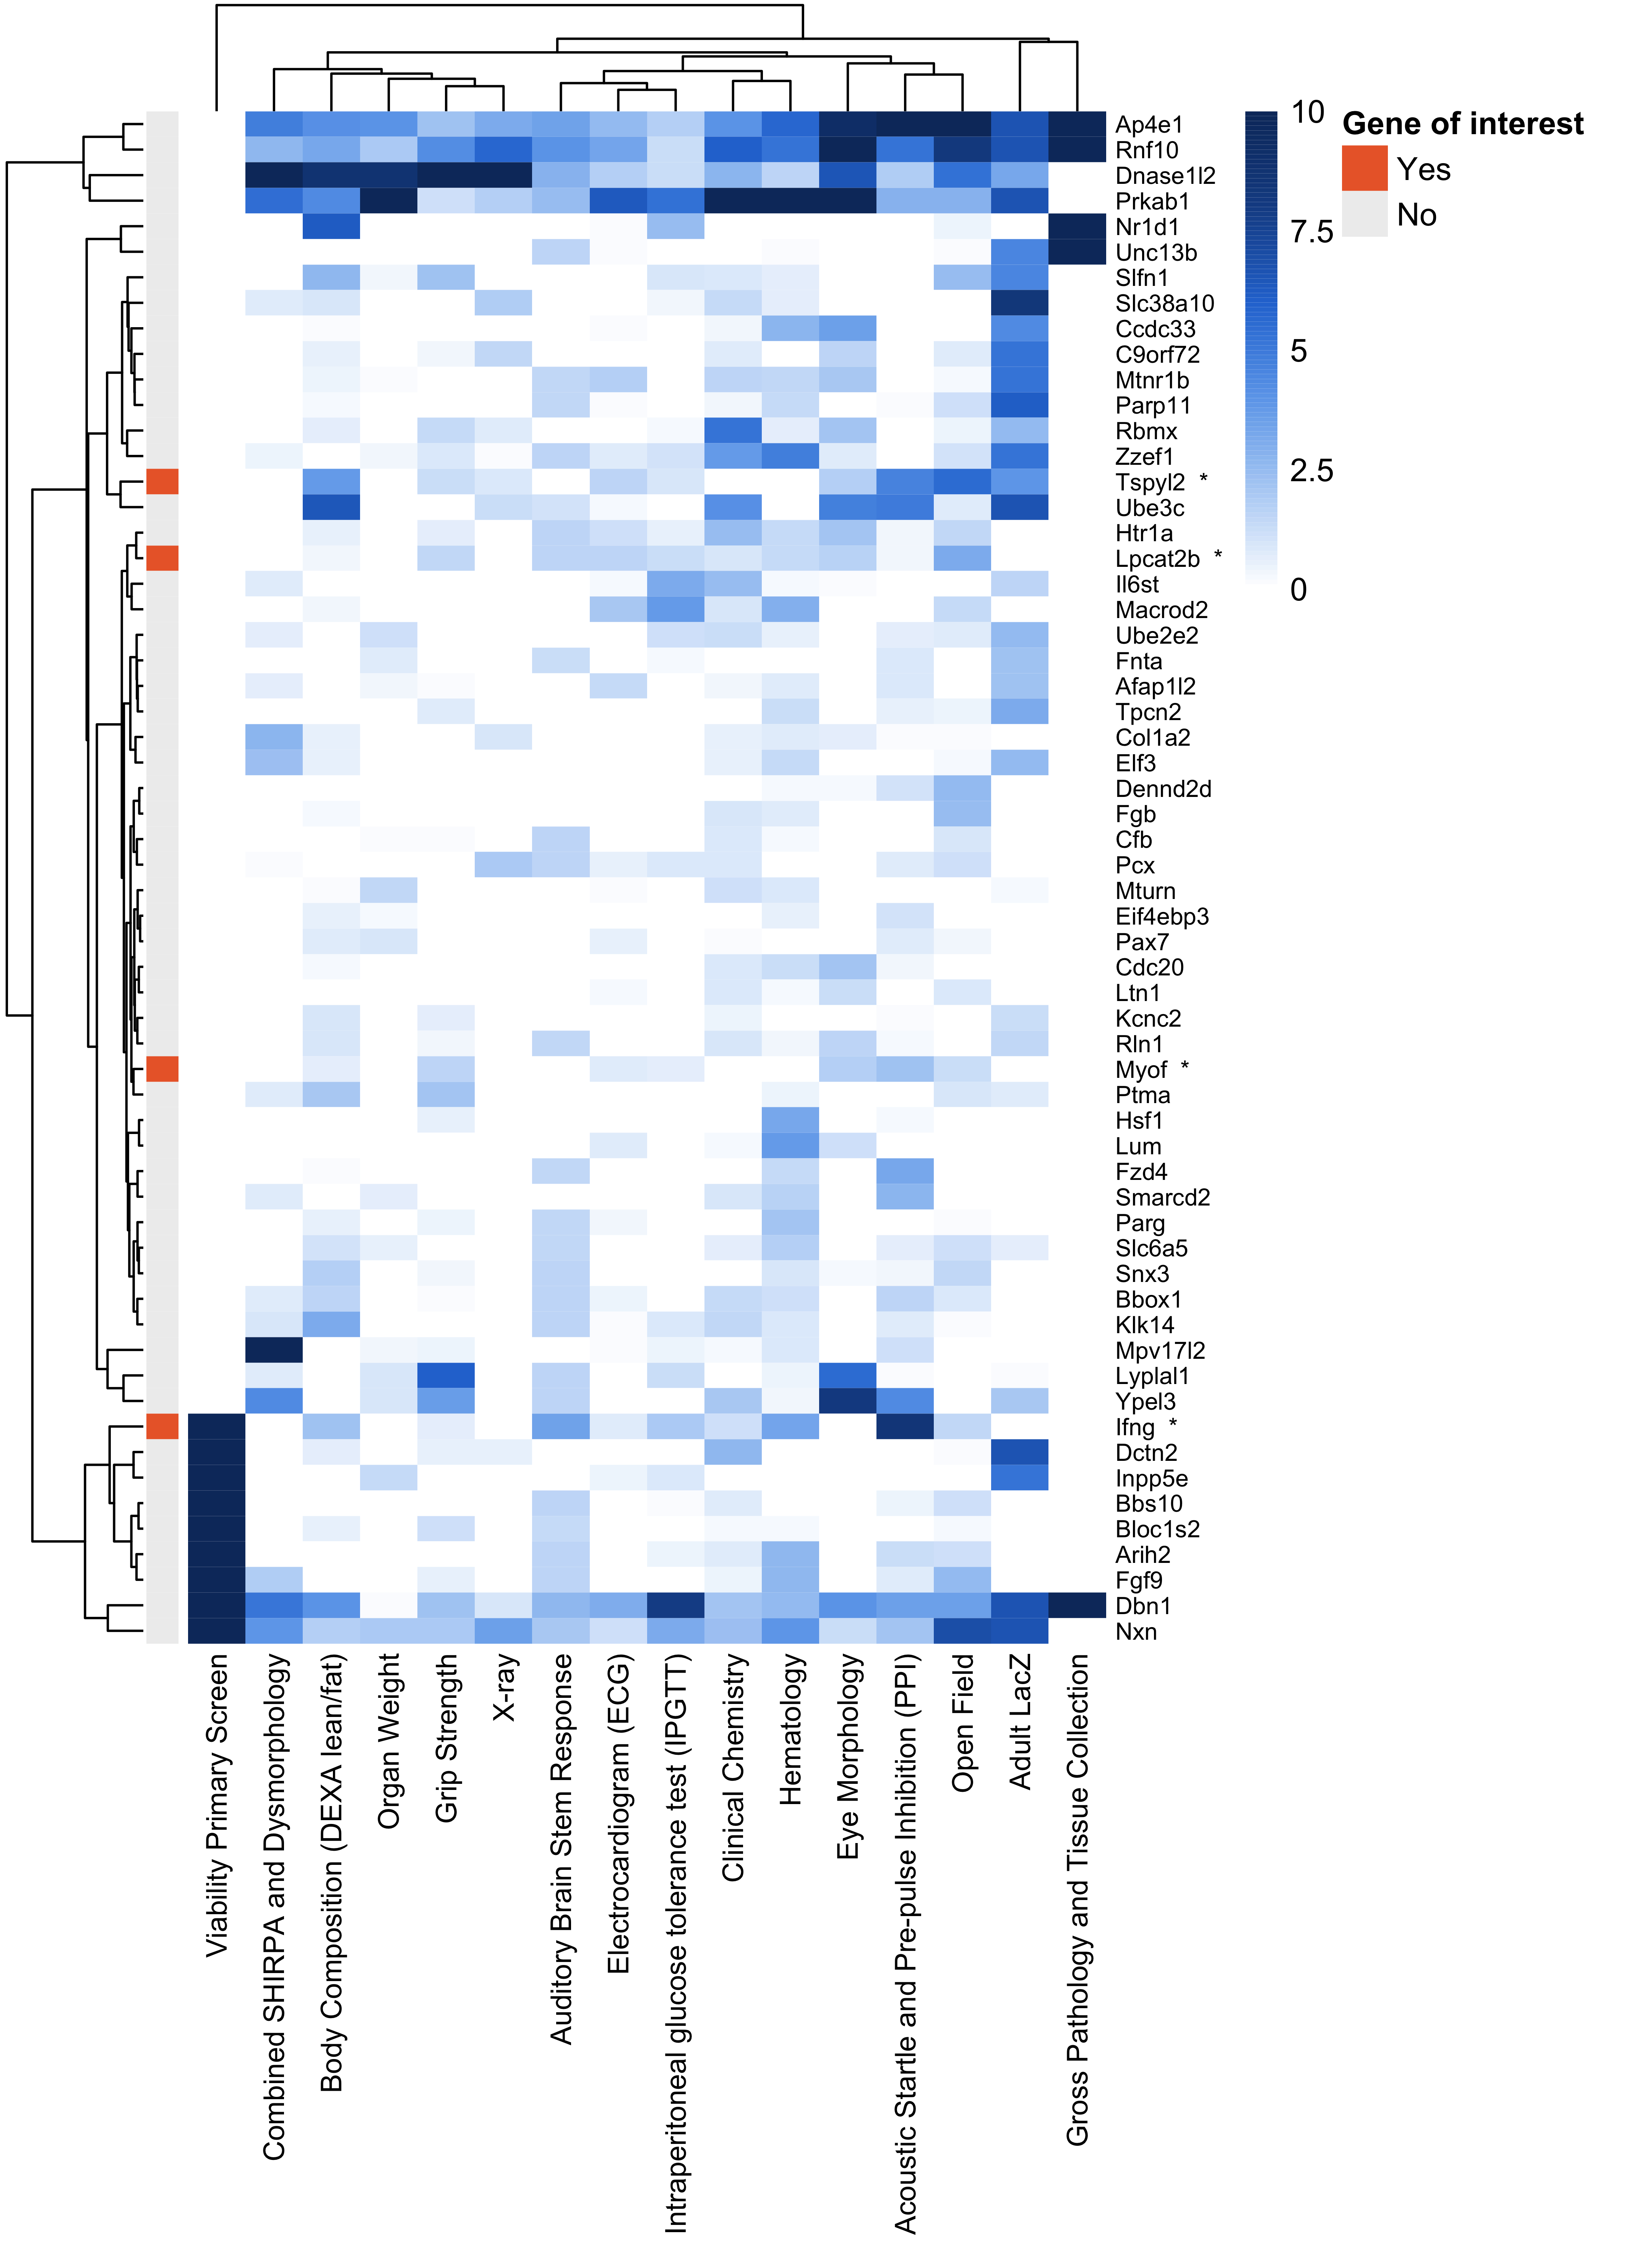 Ap4e1
Rnf10
Dnase1l2
Prkab1
Nr1d1
Unc13b
Slfn1
Slc38a10
Ccdc33
C9orf72
Mtnr1b
Parp11
Rbmx
Zzef1
Tspyl2 *
Ube3c
Htr1a
Lpcat2b *
Il6st
Macrod2
Ube2e2
Fnta
Afap1l2
Tpcn2
Col1a2
Elf3
Dennd2d
Fgb
Cfb
Pcx
Mturn
Eif4ebp3
Pax7
Cdc20
Ltn1
Kcnc2
Rln1
Myof *
Ptma
Hsf1
Lum
Fzd4
Smarcd2
Parg
Slc6a5
Snx3
Bbox1
Klk14
Mpv17l2
Lyplal1
Ypel3
Ifng *
Dctn2
Inpp5e
Bbs10
Bloc1s2
Arih2
Fgf9
Dbn1
Nxn
10
7.5
5
2.5
0
Gene of interest
Yes
No
Viability Primary Screen
Combined SHIRPA and Dysmorphology
Body Composition (DEXA lean/fat)
Organ Weight
Grip Strength
X-ray
Auditory Brain Stem Response
Electrocardiogram (ECG)
Intraperitoneal glucose tolerance test (IPGTT)
Clinical Chemistry
Hematology
Eye Morphology
Acoustic Startle and Pre-pulse Inhibition (PPI)
Open Field
Adult LacZ
Gross Pathology and Tissue Collection